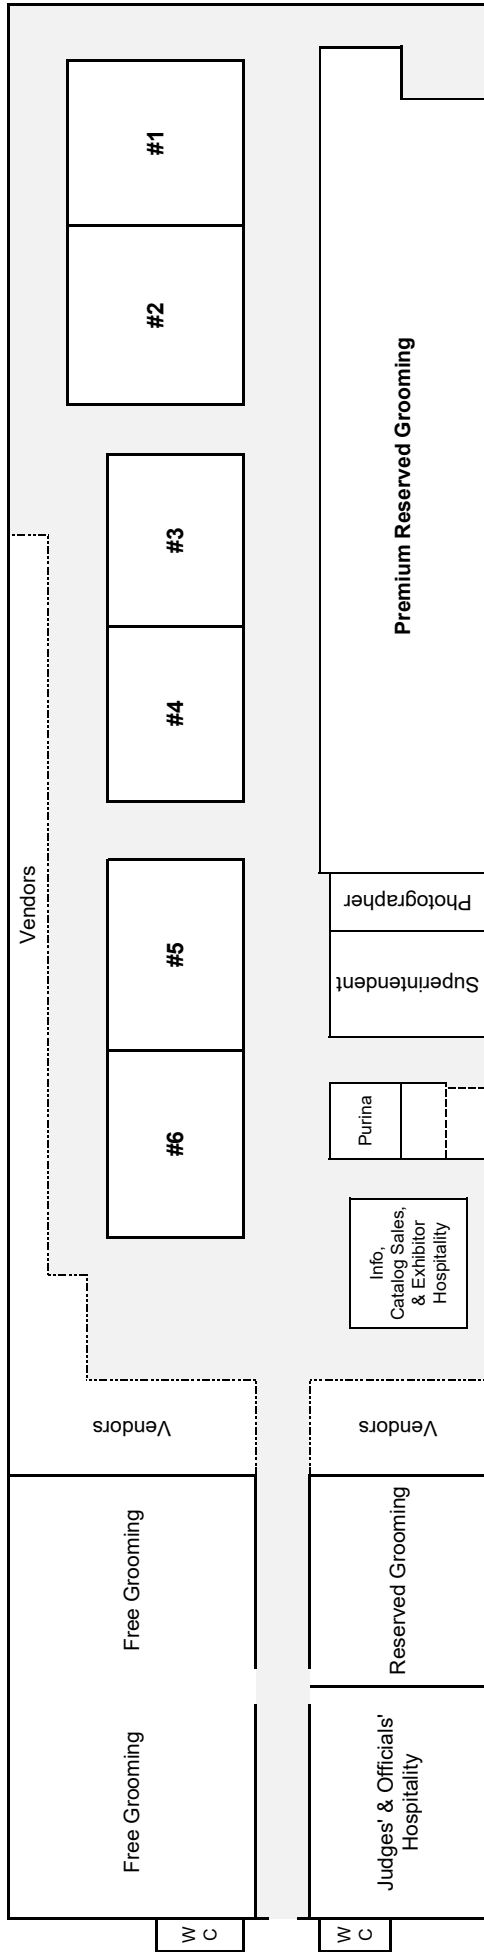 #1
#2
#3
#4
#5
#6
Premium Reserved Grooming
Vendors
Photographer
Superintendent
Purina
Info,
Catalog Sales,
& Exhibitor
Hospitality
Vendors
Vendors
Free Grooming
Reserved Grooming
Free Grooming
Judges' & Officials'
Hospitality
W C
W C